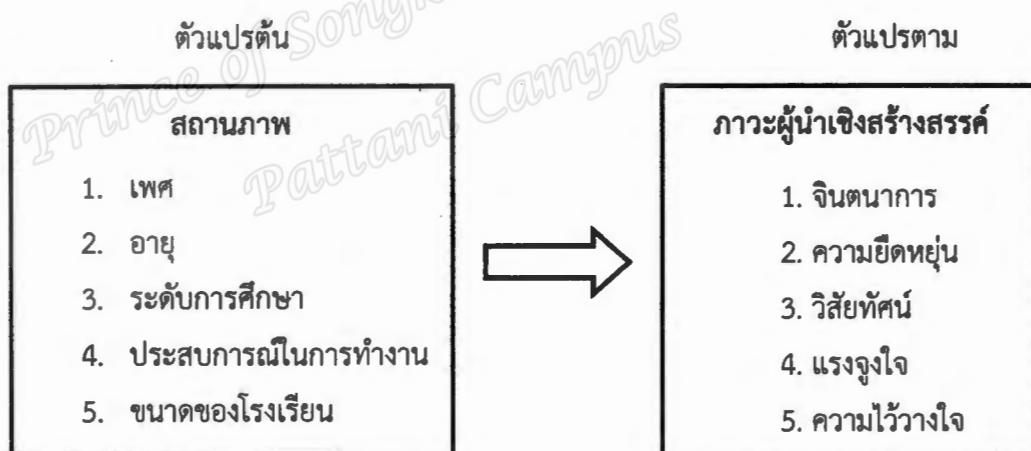 Prince of Songkla
Pattani Campus
ตัวแปรต้น
สถานภาพ
1. เพศ
2. อายุ
3. ระดับการศึกษา
4. ประสบการณ์ในการทำงาน
5. ขนาดของโรงเรียน
ตัวแปรตาม
ภาวะผู้นำเชิงสร้างสรรค์
1. จินตนาการ
2. ความยืดหยุ่น
3. วิสัยทัศน์
4. แรงจูงใจ
5. ความไว้วางใจ